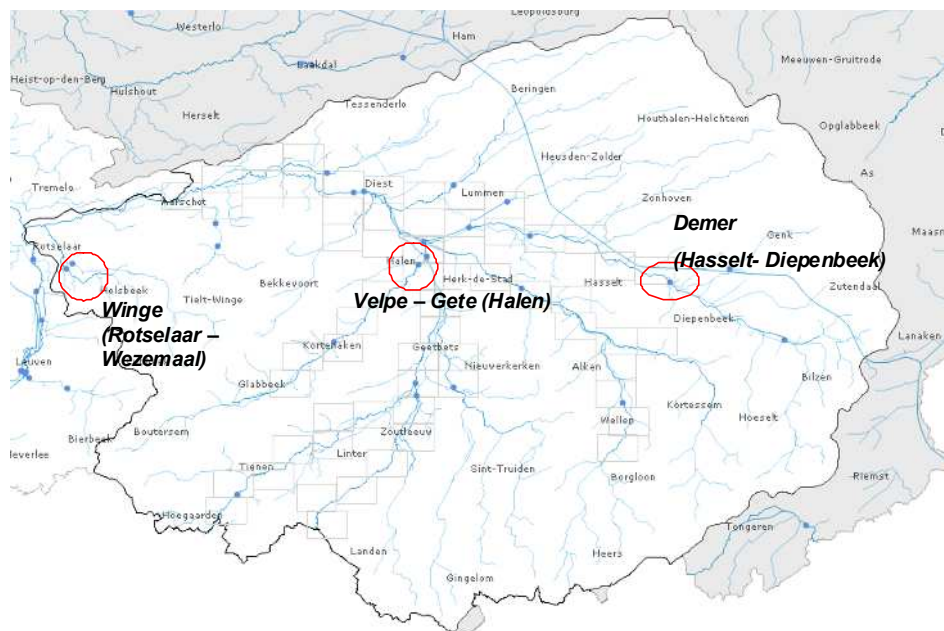 Leopoldsburg
Westerlo
Ham
Laakdal
Meeuwen-Gruitrode
Heist-op-den-Berg
Hulshout
Beringen
Tessenderlo
Herselt
Houthalen-Helchteren
Opglabbeek
Heusden-Zolder
As
Tremelo
Diest
Lummen
Zonhoven
Aarschot
Demer
Genk
Maasm
Rotselaar
(Hasselt- Diepenbeek)
Halen
Herk-de-Stad
Hasselt
Zutendaal
Bekkevoort
Holsbeek
Tielt-Winge
Velpe – Gete (Halen)
Winge
(Rotselaar –
Wezemaal)
Diepenbeek
Lanaken
Leuven
Kortenaken
Geetbets
Nieuwerkerken
Alken
Bilzen
Glabbeek
Kortessem
Hoeselt
Wellen
Bierbeek
Boutersem
Zoutleeuw
Heverlee
Linter
Tienen
Sint-Truiden
Borgloon
Riemst
Hoegaarden
Tongeren
Landen
Heers
Gingelom